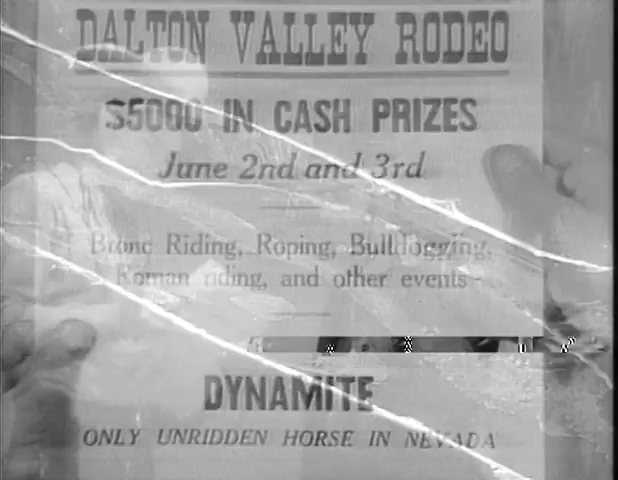 DALTON VALLEY RODEO
$5000 IN CASH PRIZES
June 2nd and 3rd
Bronc Riding, Roping, Bulldogging,
Roman riding, and other events-
DYNAMITE
ONLY UNRIDDEN HORSE IN NEVADA